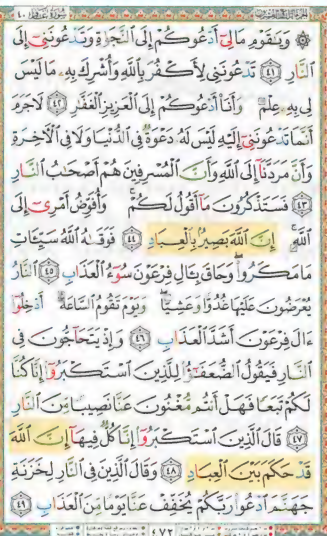 سورة غافر ٤٠
۞ وَيَٰقَوْمِ مَا لِىٓ أَدْعُوكُمْ إِلَى ٱلنَّجَوٰةِ وَتَدْعُونَنِىٓ إِلَى
ٱلنَّارِ ٤١ تَدْعُونَنِى لِأَكْفُرَ بِٱللَّهِ وَأُشْرِكَ بِهِۦ مَا لَيْسَ
لِى بِهِۦ عِلْمٌ وَأَنَا۠ أَدْعُوكُمْ إِلَى ٱلْعَزِيزِ ٱلْغَفَّٰرِ ٤٢ لَا جَرَمَ
أَنَّمَا تَدْعُونَنِىٓ إِلَيْهِ لَيْسَ لَهُۥ دَعْوَةٌ فِى ٱلدُّنْيَا وَلَا فِى ٱلْءَاخِرَةِ
وَأَنَّ مَرَدَّنَآ إِلَى ٱللَّهِ وَأَنَّ ٱلْمُسْرِفِينَ هُمْ أَصْحَٰبُ ٱلنَّارِ
٤٣ فَسَتَذْكُرُونَ مَآ أَقُولُ لَكُمْ ۚ وَأُفَوِّضُ أَمْرِىٓ إِلَى
ٱللَّهِ ۚ إِنَّ ٱللَّهَ بَصِيرٌۢ بِٱلْعِبَادِ ٤٤ فَوَقَىٰهُ ٱللَّهُ سَيِّـَٔاتِ
مَا مَكَرُوا۟ ۖ وَحَاقَ بِـَٔالِ فِرْعَوْنَ سُوٓءُ ٱلْعَذَابِ ٤٥ ٱلنَّارُ
يُعْرَضُونَ عَلَيْهَا غُدُوًّا وَعَشِيًّا ۖ وَيَوْمَ تَقُومُ ٱلسَّاعَةُ أَدْخِلُوٓا۟
ءَالَ فِرْعَوْنَ أَشَدَّ ٱلْعَذَابِ ٤٦ وَإِذْ يَتَحَآجُّونَ فِى
ٱلنَّارِ فَيَقُولُ ٱلضُّعَفَٰٓؤُا۟ لِلَّذِينَ ٱسْتَكْبَرُوٓا۟ إِنَّا كُنَّا
لَكُمْ تَبَعًا فَهَلْ أَنتُم مُّغْنُونَ عَنَّا نَصِيبًا مِّنَ ٱلنَّارِ
٤٧ قَالَ ٱلَّذِينَ ٱسْتَكْبَرُوٓا۟ إِنَّا كُلٌّ فِيهَآ إِنَّ ٱللَّهَ
قَدْ حَكَمَ بَيْنَ ٱلْعِبَادِ ٤٨ وَقَالَ ٱلَّذِينَ فِى ٱلنَّارِ لِخَزَنَةِ
جَهَنَّمَ ٱدْعُوا۟ رَبَّكُمْ يُخَفِّفْ عَنَّا يَوْمًا مِّنَ ٱلْعَذَابِ ٤٩
٤٧٢